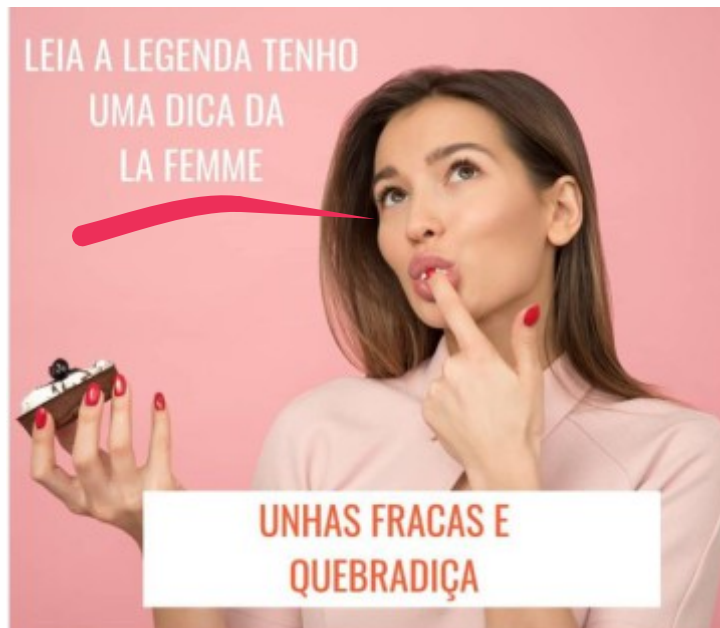 LEIA A LEGENDA TENHO
UMA DICA DA
LA FEMME
UNHAS FRACAS E
QUEBRADIÇA